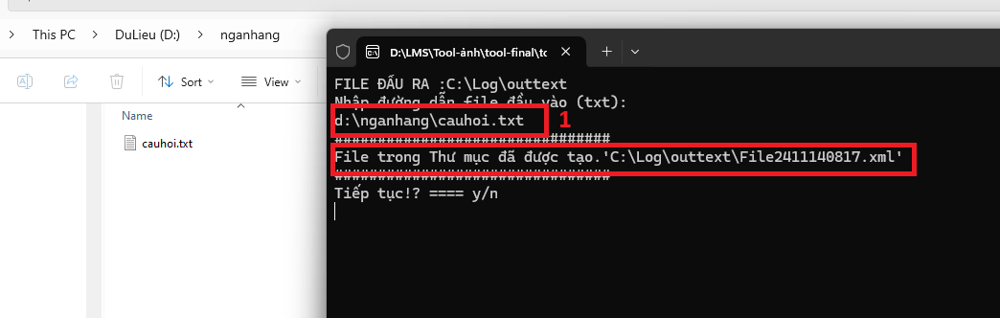 > This PC > DuLieu (D:) > nganhang
Sort View
Name
cauhoi.txt
D:\LMS\Tool-ảnh\tool-final\to
FILE ĐẦU RA :C:\Log\outtext
Nhập đường dẫn file đầu vào (txt):
d:\nganhang\cauhoi.txt 1
################################
File trong Thư mục đã được tạo.'C:\Log\outtext\File2411140817.xml'
################################
Tiếp tục!? ==== y/n